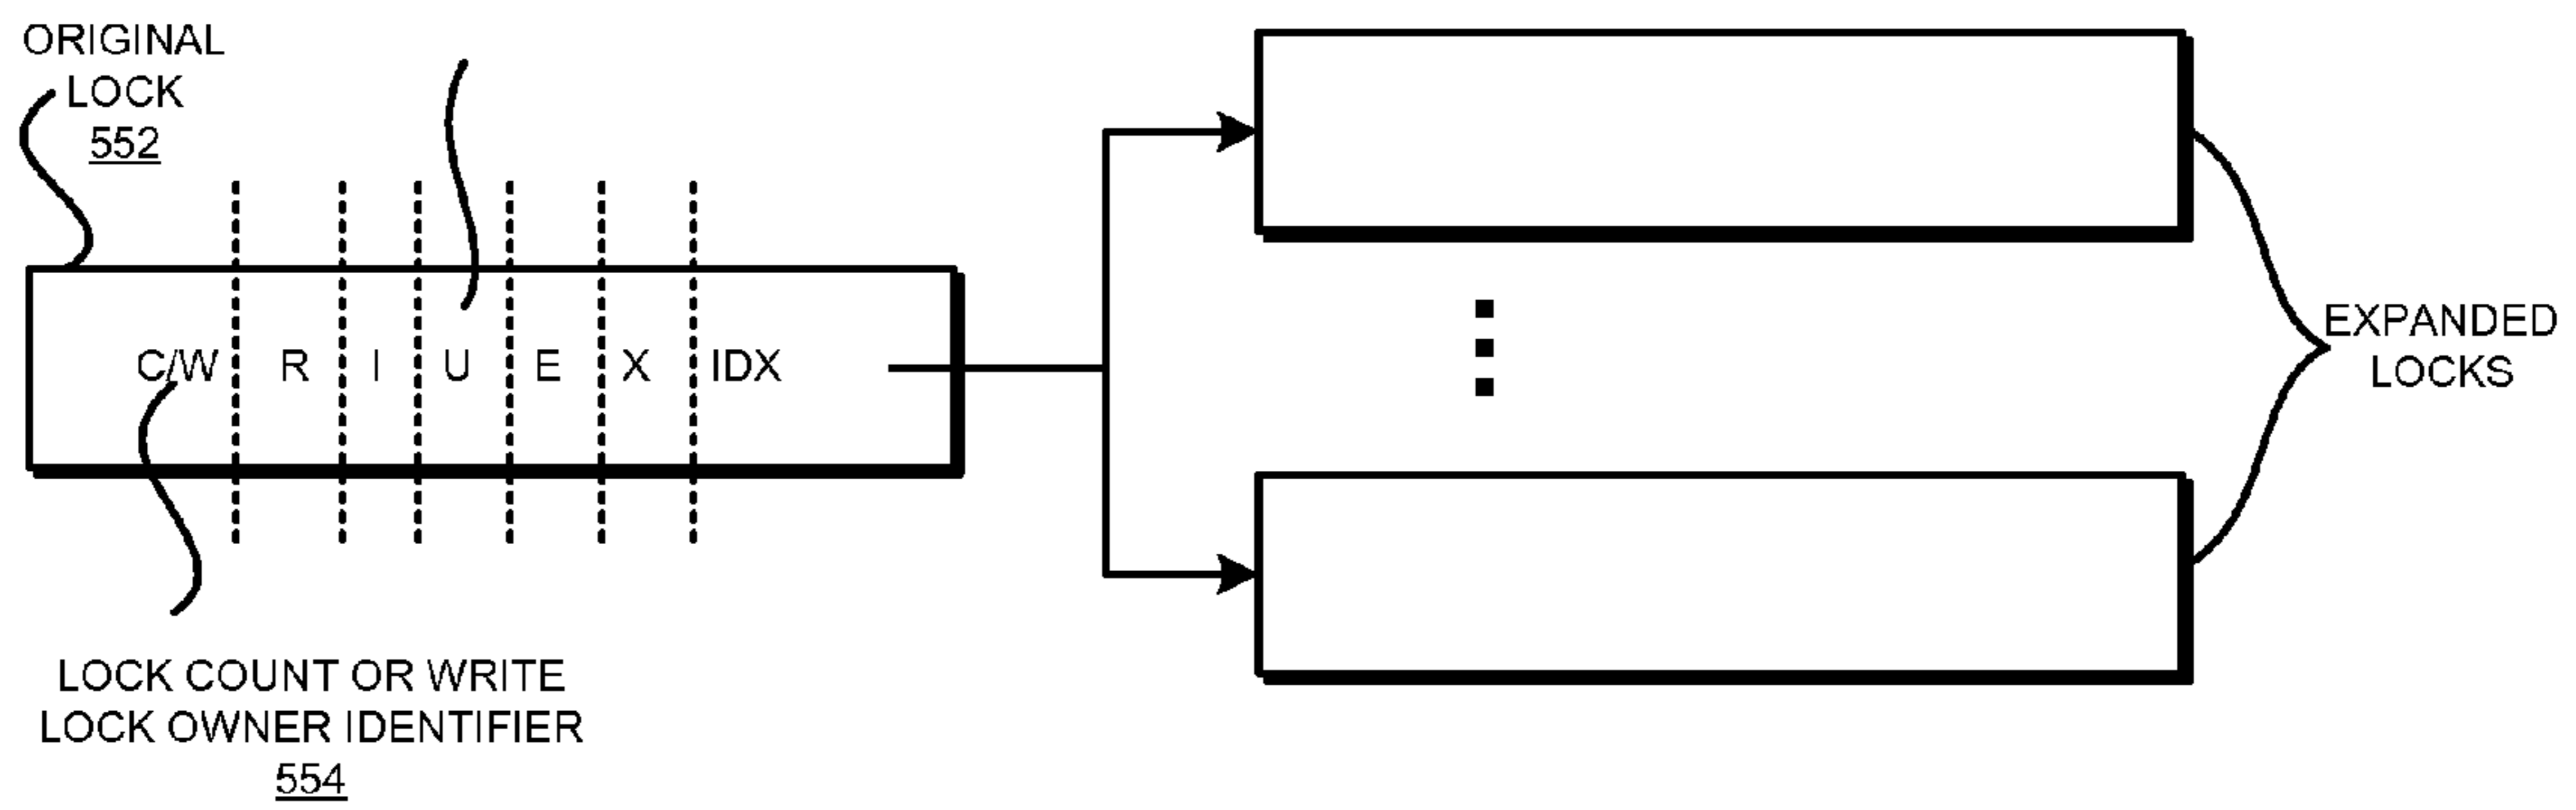 ORIGINAL
LOCK
552
C/W R I U E X IDX
EXPANDED
LOCKS
LOCK COUNT OR WRITE
LOCK OWNER IDENTIFIER
554